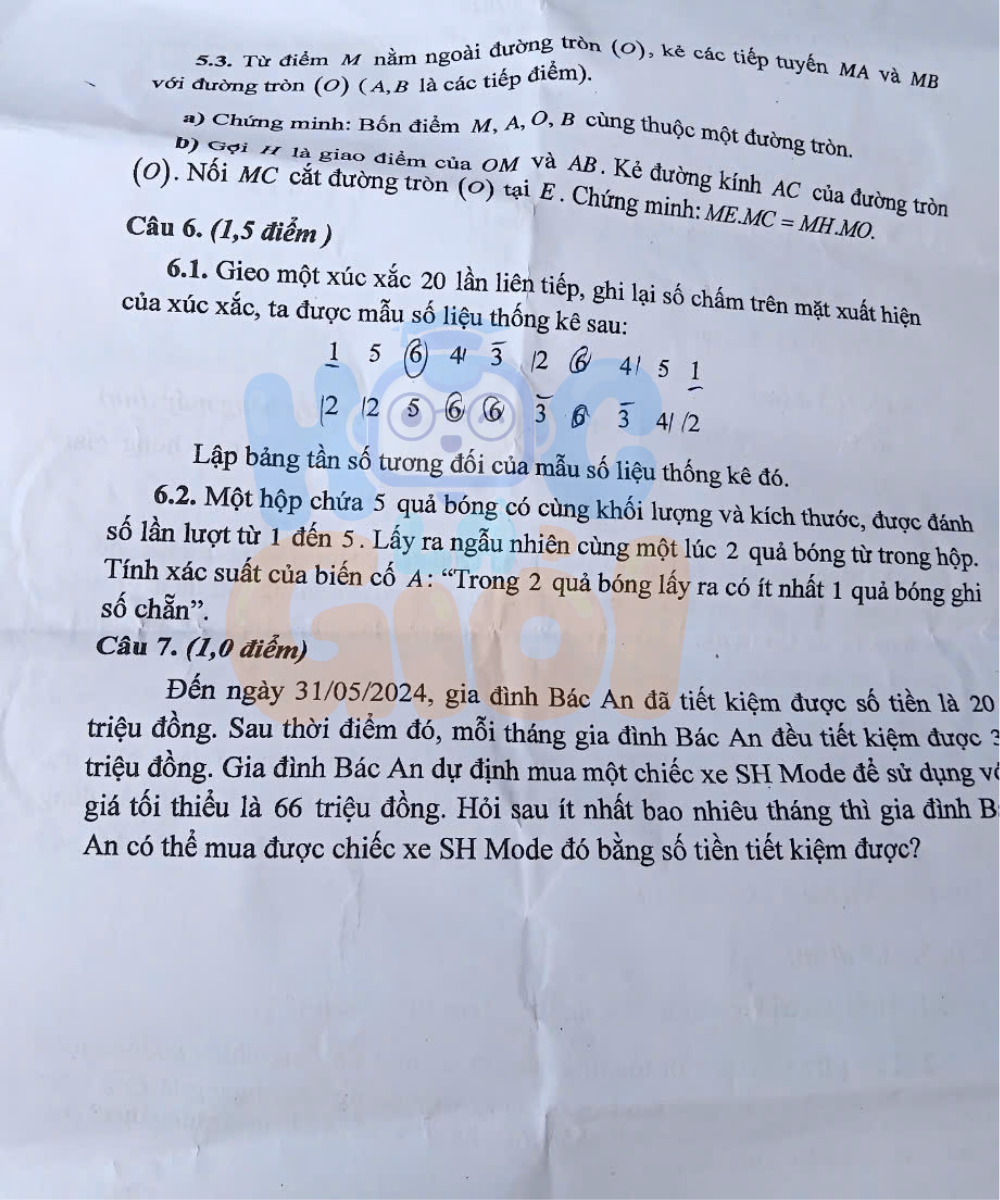 5.3. Từ điểm M nằm ngoài đường tròn (O), kẻ các tiếp tuyến MA và MB
với đường tròn (O) (A,B là các tiếp điểm).
a) Chứng minh: Bốn điểm M, A, O, B cùng thuộc một đường tròn.
b) Gọi H là giao điểm của OM và AB. Kẻ đường kính AC của đường tròn
(O). Nối MC cắt đường tròn (O) tại E. Chứng minh: ME.MC = MH.MO.
Câu 6. (1,5 điểm )
6.1. Gieo một xúc xắc 20 lần liên tiếp, ghi lại số chấm trên mặt xuất hiện
của xúc xắc, ta được mẫu số liệu thống kê sau:
1 5 6 4 3 2 6 4 5 1
2 2 5 6 6 3 6 3 4 2
Lập bảng tần số tương đối của mẫu số liệu thống kê đó.
6.2. Một hộp chứa 5 quả bóng có cùng khối lượng và kích thước, được đánh
số lần lượt từ 1 đến 5. Lấy ra ngẫu nhiên cùng một lúc 2 quả bóng từ trong hộp.
Tính xác suất của biến cố A: “Trong 2 quả bóng lấy ra có ít nhất 1 quả bóng ghi
số chẵn”.
Câu 7. (1,0 điểm)
Đến ngày 31/05/2024, gia đình Bác An đã tiết kiệm được số tiền là 20
triệu đồng. Sau thời điểm đó, mỗi tháng gia đình Bác An đều tiết kiệm được 3
triệu đồng. Gia đình Bác An dự định mua một chiếc xe SH Mode để sử dụng
giá tối thiểu là 66 triệu đồng. Hỏi sau ít nhất bao nhiêu tháng thì gia đình
An có thể mua được chiếc xe SH Mode đó bằng số tiền tiết kiệm được?
HỌC
GIỎI